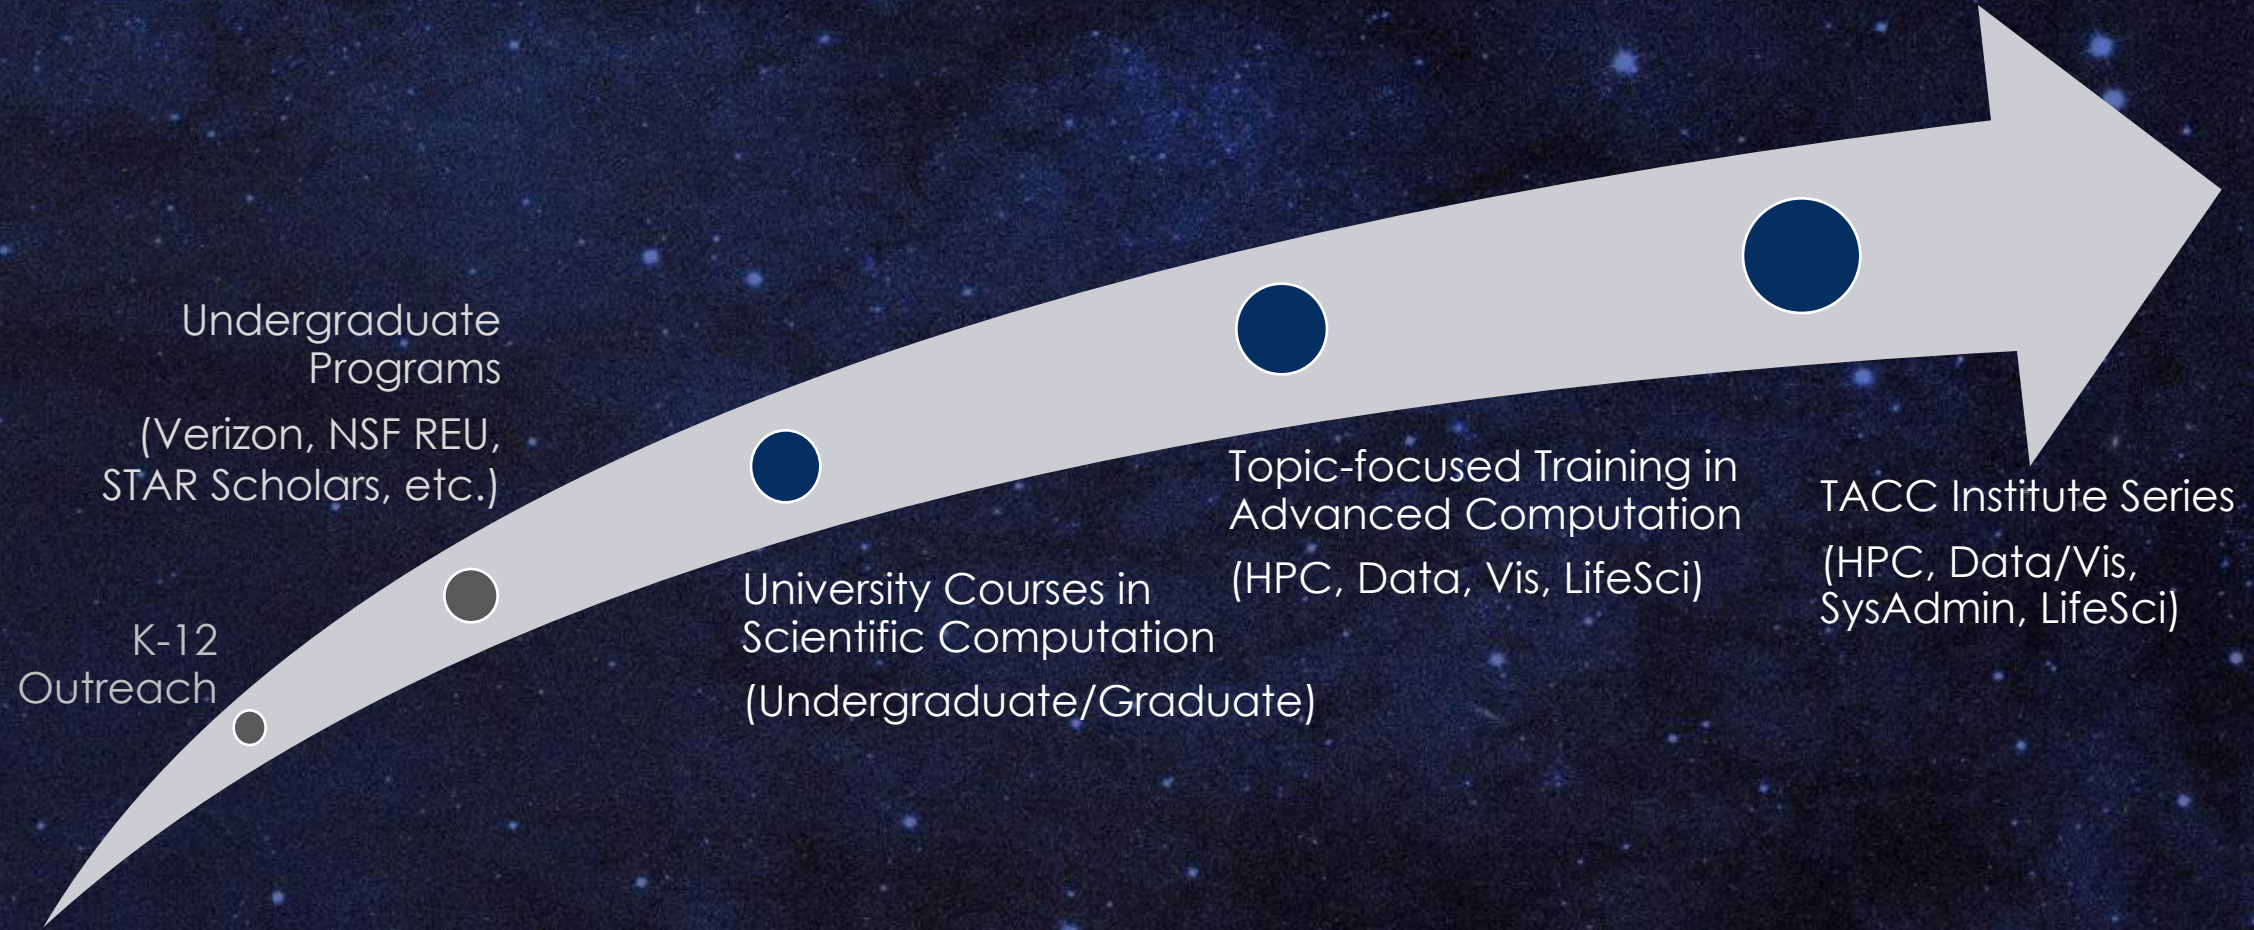 K-12
Outreach
Undergraduate
Programs
(Verizon, NSF REU,
STAR Scholars, etc.)
University Courses in
Scientific Computation
(Undergraduate/Graduate)
Topic-focused Training in
Advanced Computation
(HPC, Data, Vis, LifeSci)
TACC Institute Series
(HPC, Data/Vis,
SysAdmin, LifeSci)